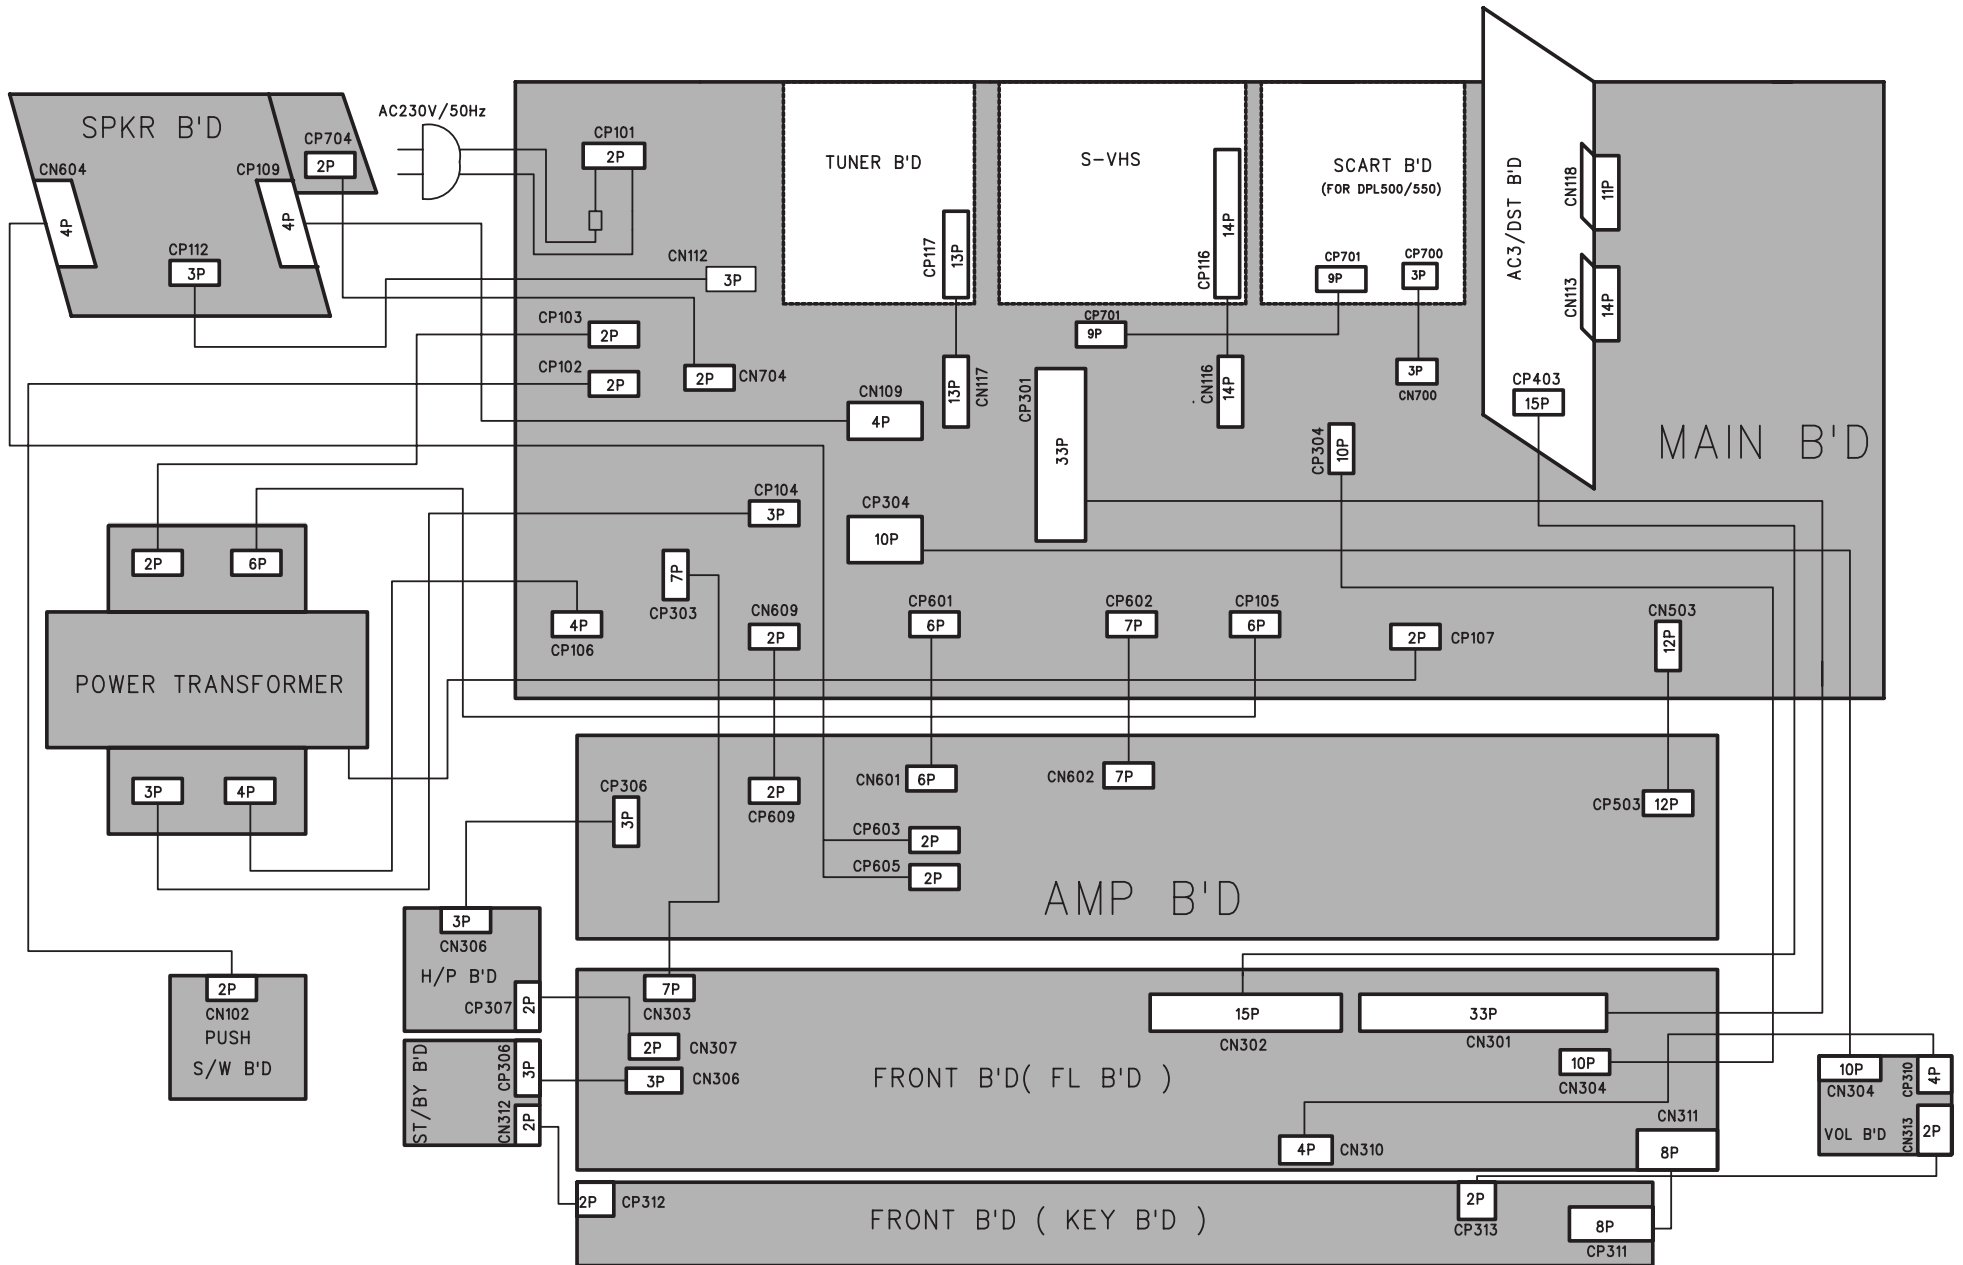 SPKR B'D
CN604
4P
CP109
4P
CP704
2P
CP112
3P
AC230V/50Hz
CP101
2P
TUNER B'D
CP117
13P
S-VHS
CP116
14P
SCART B'D
(FOR DPL500/550)
CP701
9P
CP700
3P
AC3/DST B'D
CN118
11P
CN113
14P
CP403
15P
MAIN B'D
CN112
3P
CP103
2P
CP102
2P
2P
CN704
CN109
4P
13P
CN117
CP301
33P
CP701
9P
CN116
14P
3P
CN700
CP304
10P
CP104
3P
CP304
10P
7P
CP303
4P
CP106
CN609
2P
CP601
6P
CP602
7P
CP105
6P
2P
CP107
CN503
12P
2P
6P
POWER TRANSFORMER
3P
4P
CP306
3P
2P
CP609
CN601
6P
CN602
7P
CP603
2P
CP605
2P
CP503
12P
AMP B'D
3P
CN306
H/P B'D
CP307
2P
2P
CN102
PUSH
S/W B'D
ST/BY B'D
CP306
3P
CN312
2P
7P
CN303
2P
CN307
3P
CN306
15P
CN302
33P
CN301
10P
CN304
FRONT B'D( FL B'D )
4P
CN310
CN311
8P
10P
CN304
CP310
4P
VOL B'D
CN313
2P
2P
CP312
FRONT B'D ( KEY B'D )
2P
CP313
8P
CP311